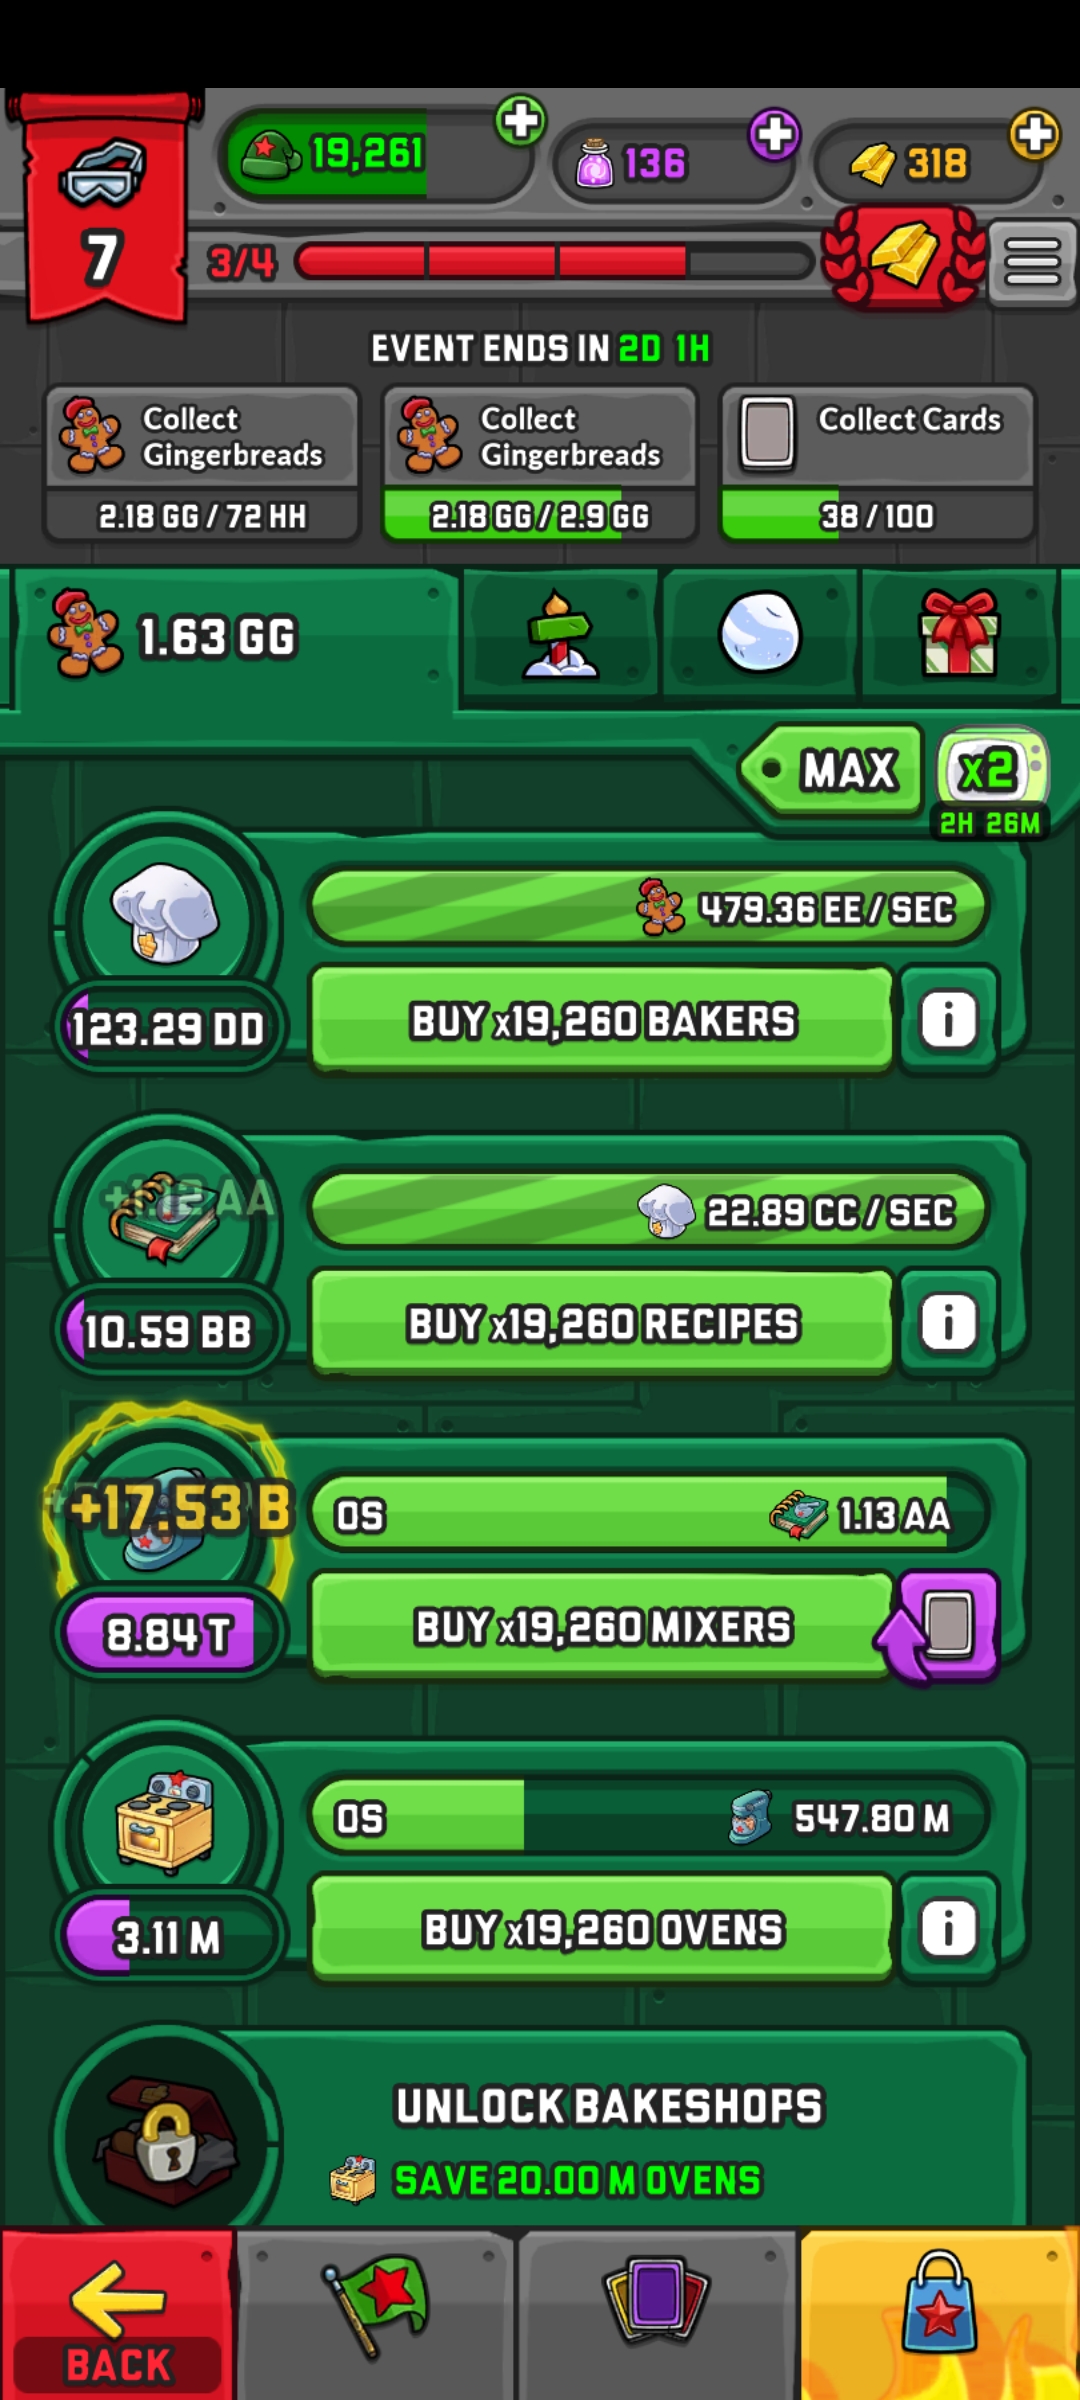 19,261
136
318
7
3/4
EVENT ENDS IN 2D 1H
Collect
Gingerbreads
2.18 GG / 72 HH
Collect
Gingerbreads
2.18 GG / 2.9 GG
Collect Cards
38 / 100
1.63 GG
MAX
x2
2H 26M
479.36 EE / SEC
123.29 DD
BUY x19,260 BAKERS
i
+1.12 AA
22.89 CC / SEC
10.59 BB
BUY x19,260 RECIPES
i
+17.53 B
0S
1.13 AA
8.84 T
BUY x19,260 MIXERS
0S
547.80 M
3.11 M
BUY x19,260 OVENS
i
UNLOCK BAKESHOPS
SAVE 20.00 M OVENS
BACK